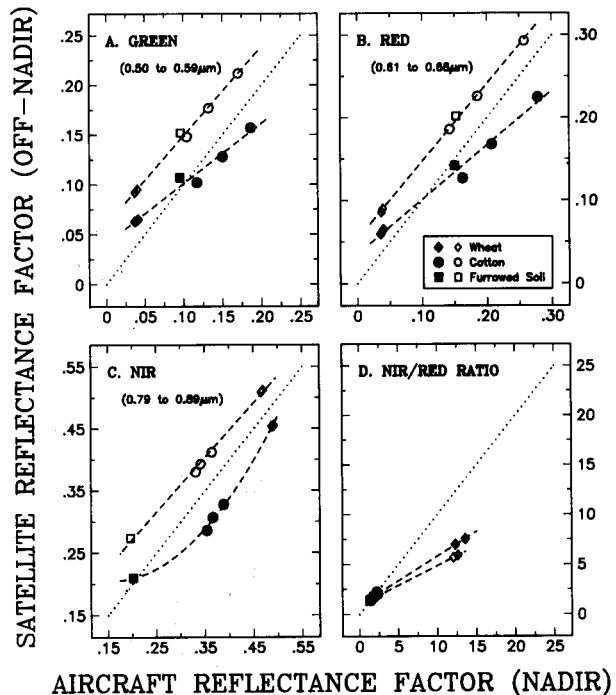 SATELLITE REFLECTANCE FACTOR (OFF-NADIR)
A. GREEN
(0.50 to 0.59μm)
.25
.20
.15
.10
.05
0
0 .05 .10 .15 .20 .25
B. RED
(0.61 to 0.68μm)
.30
.20
.10
0
Wheat
Cotton
Furrowed Soil
0 .10 .20 .30
C. NIR
(0.79 to 0.89μm)
.55
.45
.35
.25
.15
.15 .25 .35 .45 .55
D. NIR/RED RATIO
25
20
15
10
5
0
0 5 10 15 20 25
AIRCRAFT REFLECTANCE FACTOR (NADIR)